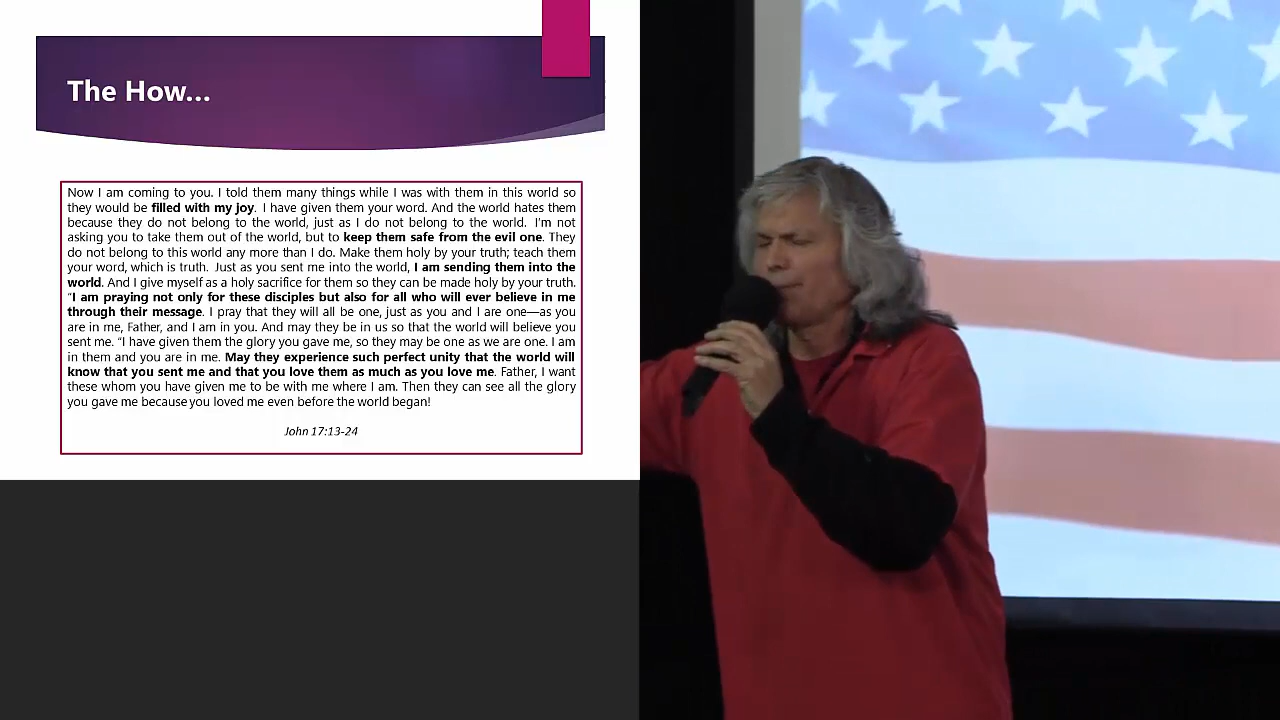 The How...
Now I am coming to you. I told them many things while I was with them in this world so
they would be filled with my joy. I have given them your word. And the world hates them
because they do not belong to the world, just as I do not belong to the world. I'm not
asking you to take them out of the world, but to keep them safe from the evil one. They
do not belong to this world any more than I do. Make them holy by your truth; teach them
your word, which is truth. Just as you sent me into the world, I am sending them into the
world. And I give myself as a holy sacrifice for them so they can be made holy by your truth.
"I am praying not only for these disciples but also for all who will ever believe in me
through their message. I pray that they will all be one, just as you and I are one—as you
are in me, Father, and I am in you. And may they be in us so that the world will believe you
sent me. "I have given them the glory you gave me, so they may be one as we are one. I am
in them and you are in me. May they experience such perfect unity that the world will
know that you sent me and that you love them as much as you love me. Father, I want
these whom you have given me to be with me where I am. Then they can see all the glory
you gave me because you loved me even before the world began!
John 17:13-24